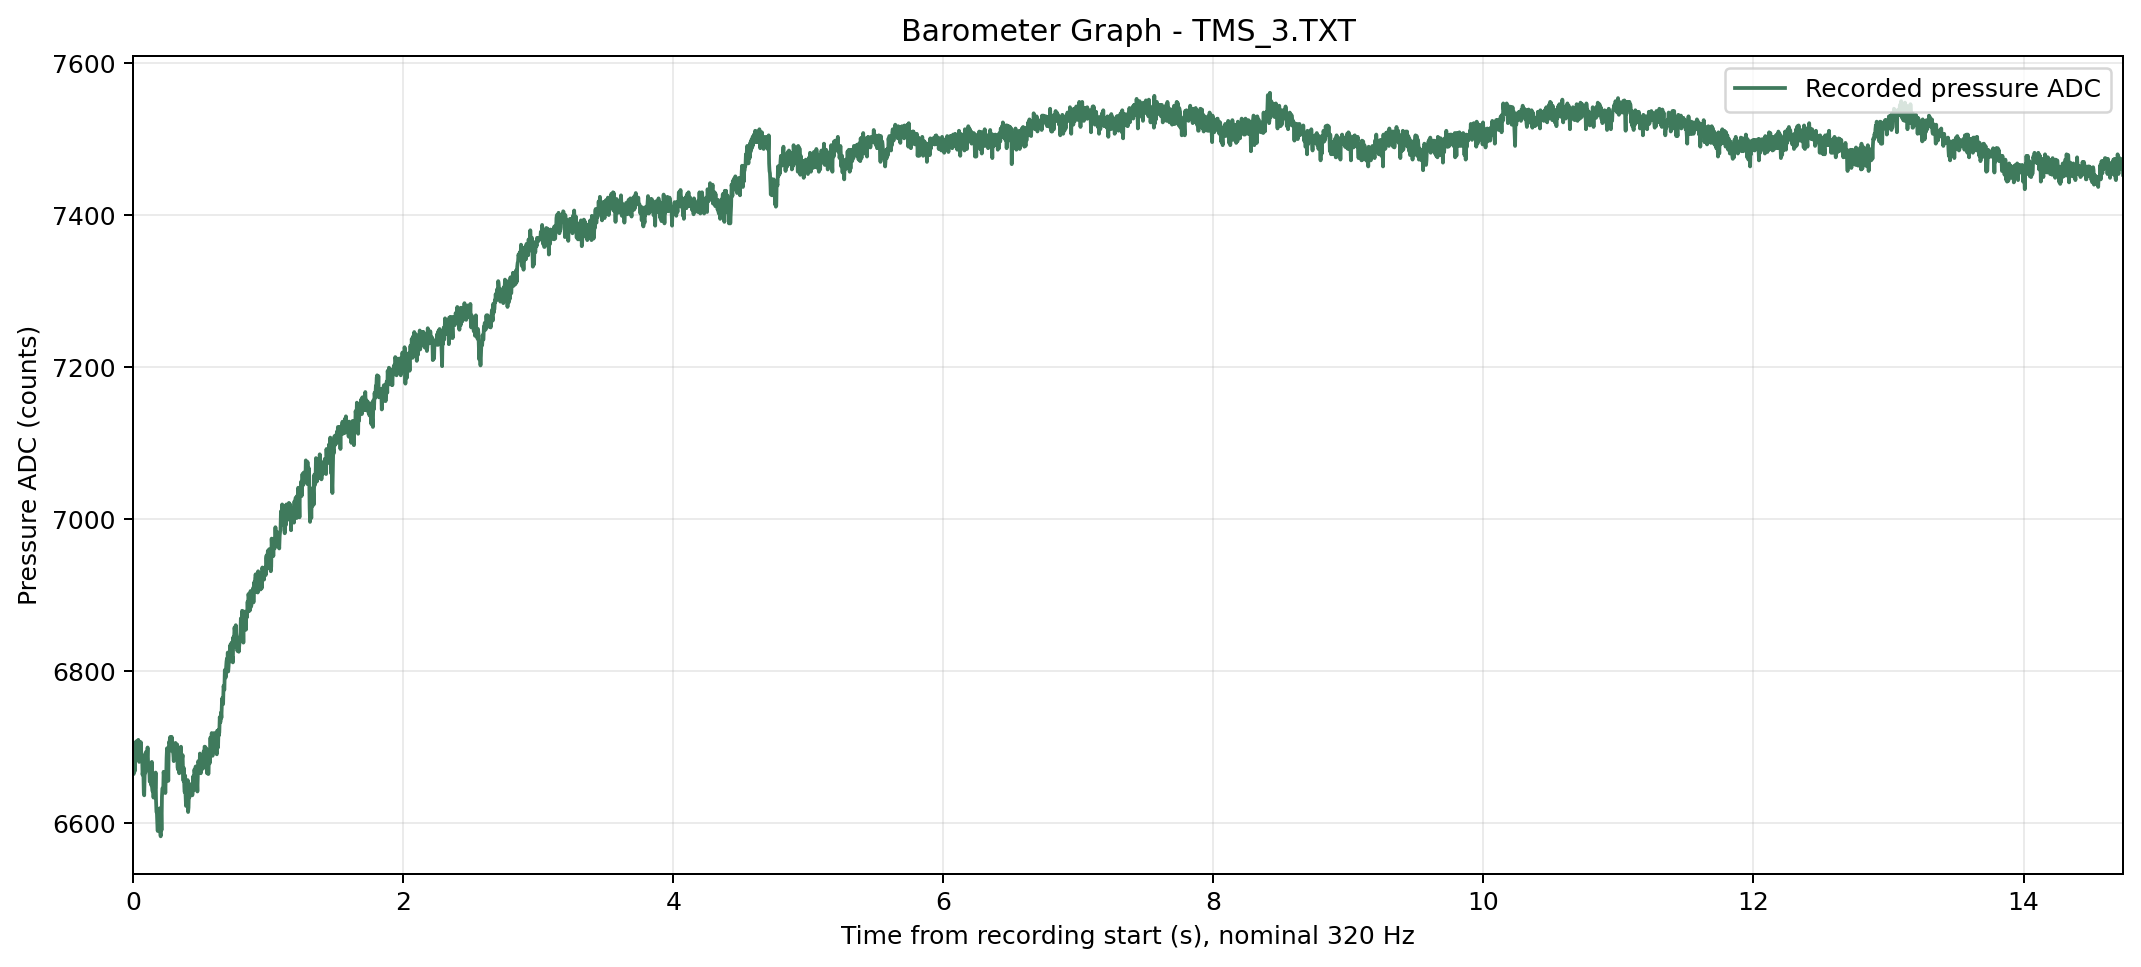 Barometer Graph - TMS_3.TXT
Recorded pressure ADC
Pressure ADC (counts)
7600
7400
7200
7000
6800
6600
0 2 4 6 8 10 12 14
Time from recording start (s), nominal 320 Hz